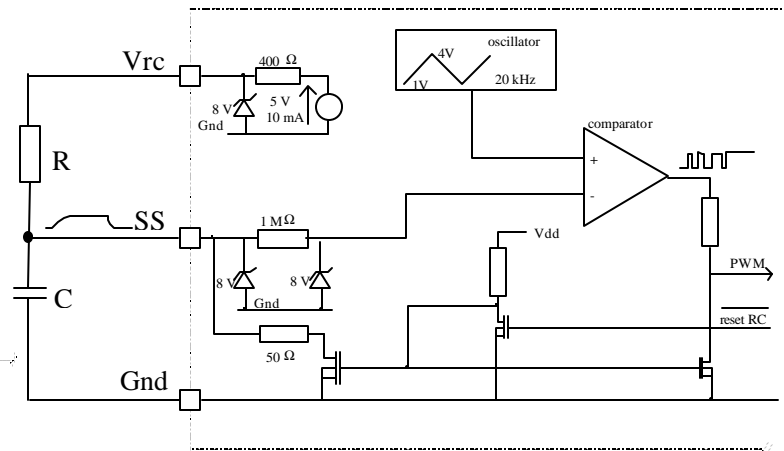 Vrc
400 Ω
8 V
5 V
10 mA
Gnd
4V
oscillator
1V
20 kHz
comparator
+
-
R
SS
1 MΩ
8 V
8 V
Gnd
Vdd
PWM
C
50 Ω
reset RC
Gnd